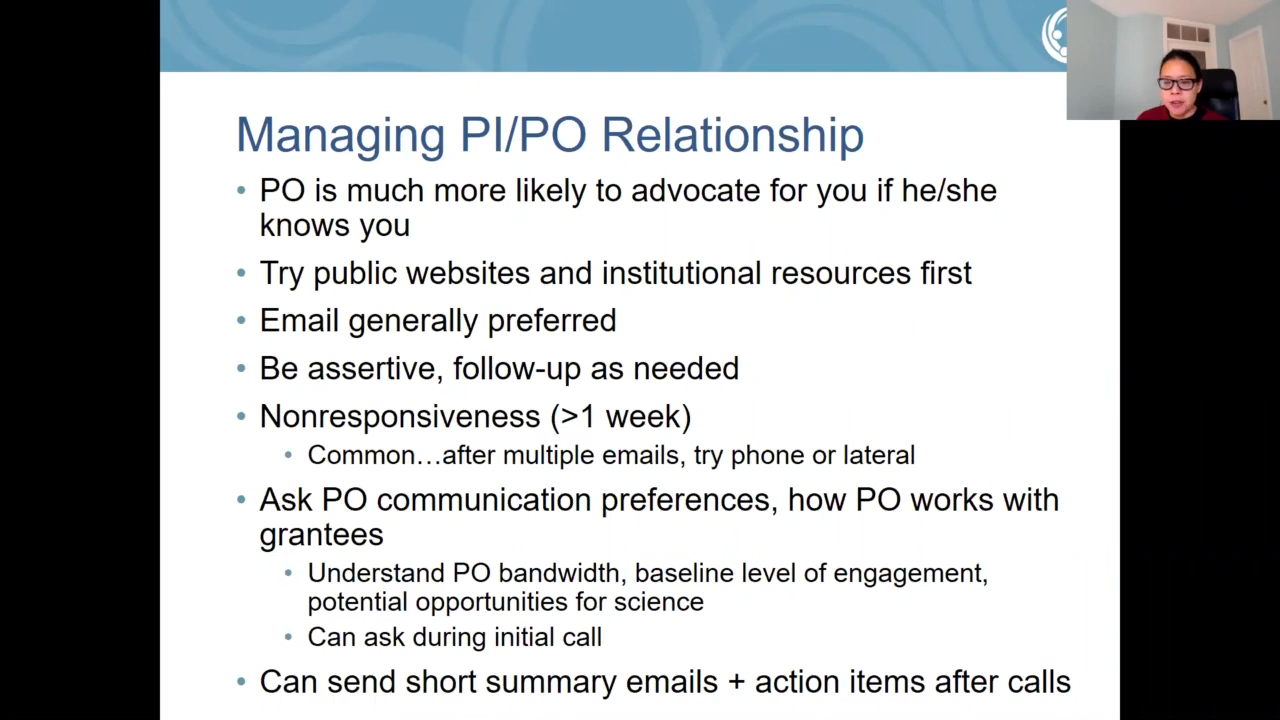 Managing PI/PO Relationship
• PO is much more likely to advocate for you if he/she
knows you
• Try public websites and institutional resources first
• Email generally preferred
• Be assertive, follow-up as needed
• Nonresponsiveness (>1 week)
• Common…after multiple emails, try phone or lateral
• Ask PO communication preferences, how PO works with
grantees
• Understand PO bandwidth, baseline level of engagement,
potential opportunities for science
• Can ask during initial call
• Can send short summary emails + action items after calls